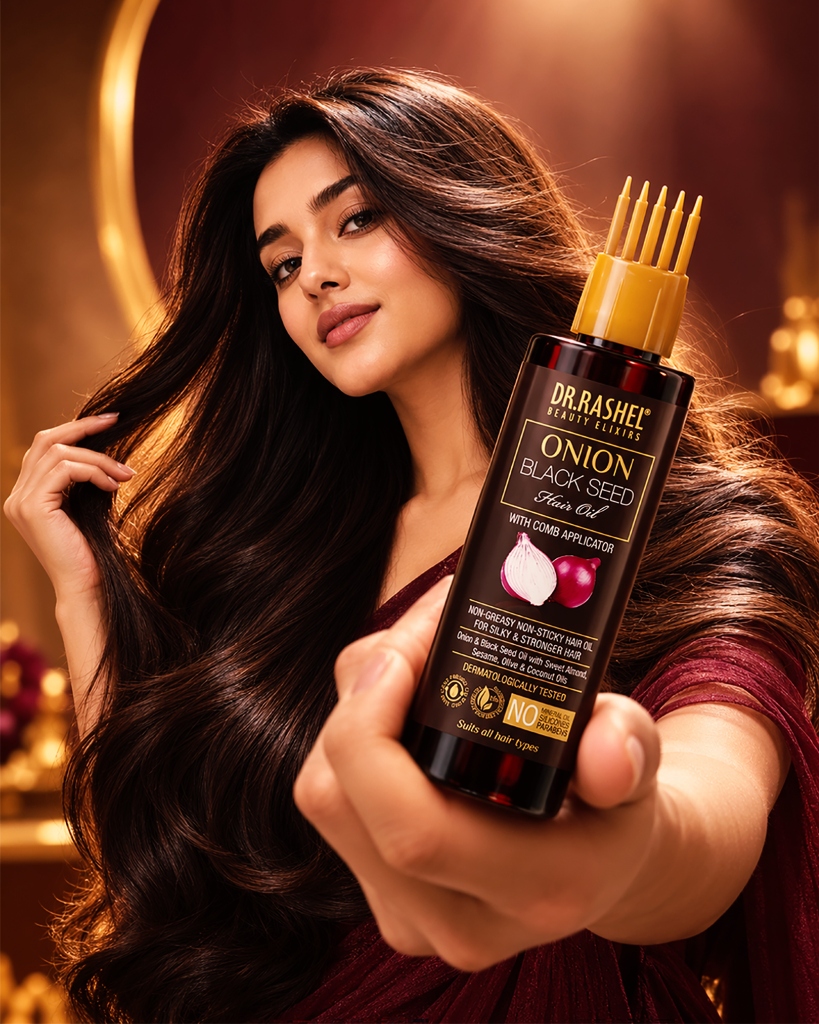 DR.RASHEL®
BEAUTY ELIXIRS
ONION
BLACK SEED
Hair Oil
WITH COMB APPLICATOR
NON-GREASY NON-STICKY HAIR OIL
FOR SILKY & STRONGER HAIR
Onion & Black Seed Oil with Sweet Almond,
Sesame, Olive & Coconut Oils
DERMATOLOGICALLY TESTED
NO
MINERAL OIL
SILICONES
PARABENS
Suits all hair types